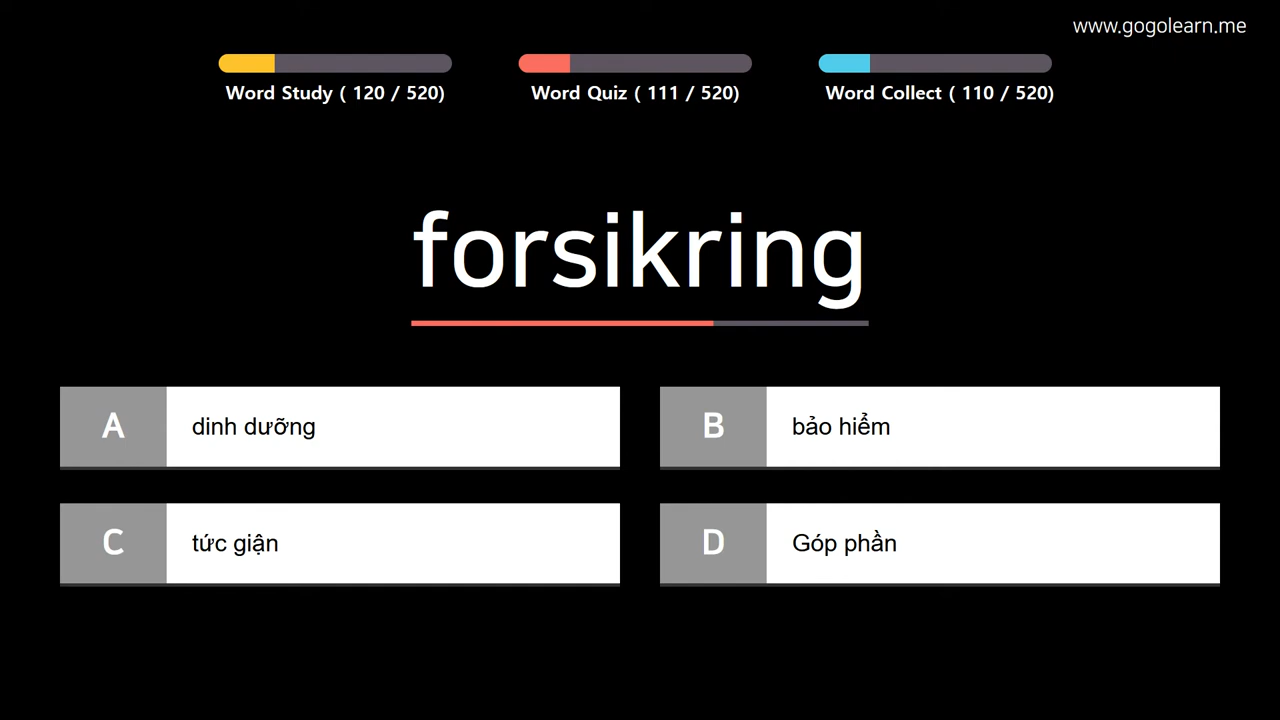 www.gogolearn.me
Word Study ( 120 / 520)
Word Quiz ( 111 / 520)
Word Collect ( 110 / 520)
forsikring
A
dinh dưỡng
B
bảo hiểm
C
tức giận
D
Góp phần